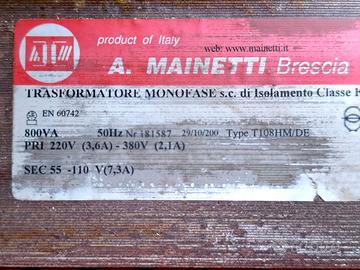 product of Italy
web: www.mainetti.it
A. MAINETTI Brescia
TRASFORMATORE MONOFASE s.c. di Isolamento Classe
EN 60742
800VA 50Hz Nr 181587 29/10/200 Type T108HM/DE
PRI 220V (3,6A) - 380V (2,1A)
SEC 55 -110 V(7,3A)